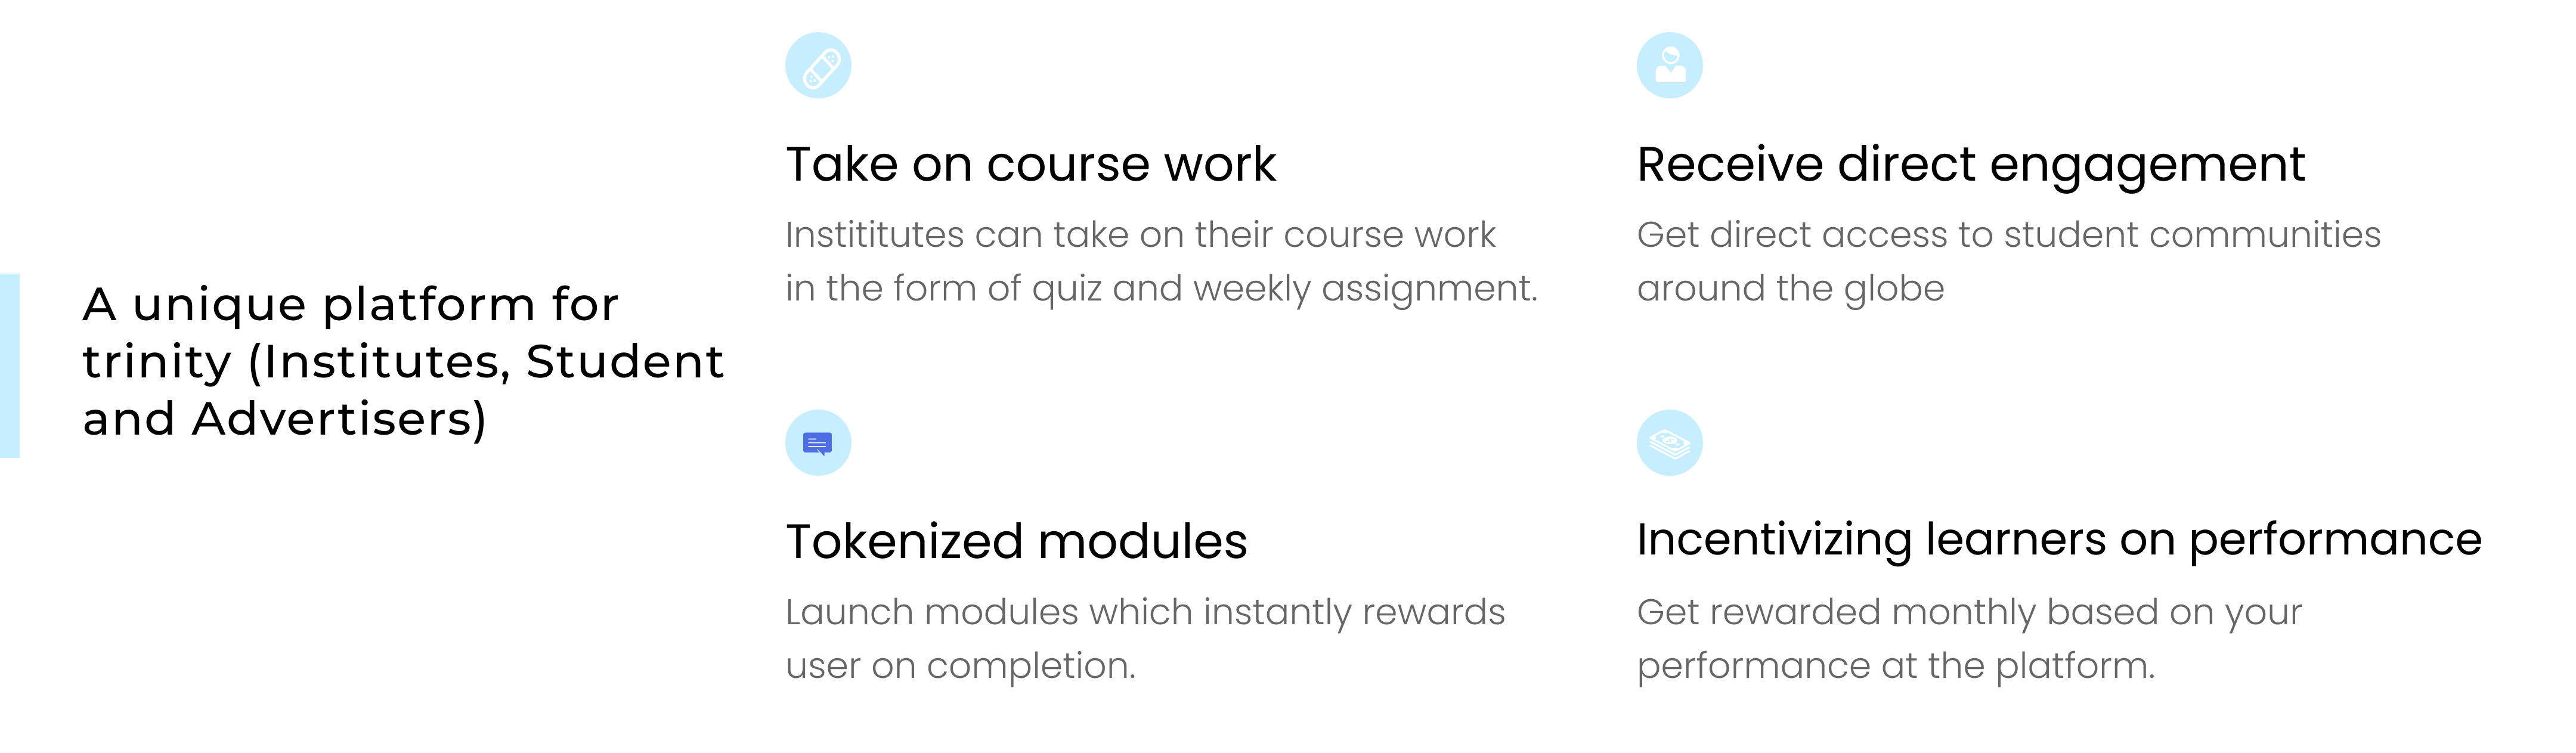 A unique platform for
trinity (Institutes, Student
and Advertisers)
Take on course work
Instititutes can take on their course work
in the form of quiz and weekly assignment.
Receive direct engagement
Get direct access to student communities
around the globe
Tokenized modules
Launch modules which instantly rewards
user on completion.
Incentivizing learners on performance
Get rewarded monthly based on your
performance at the platform.